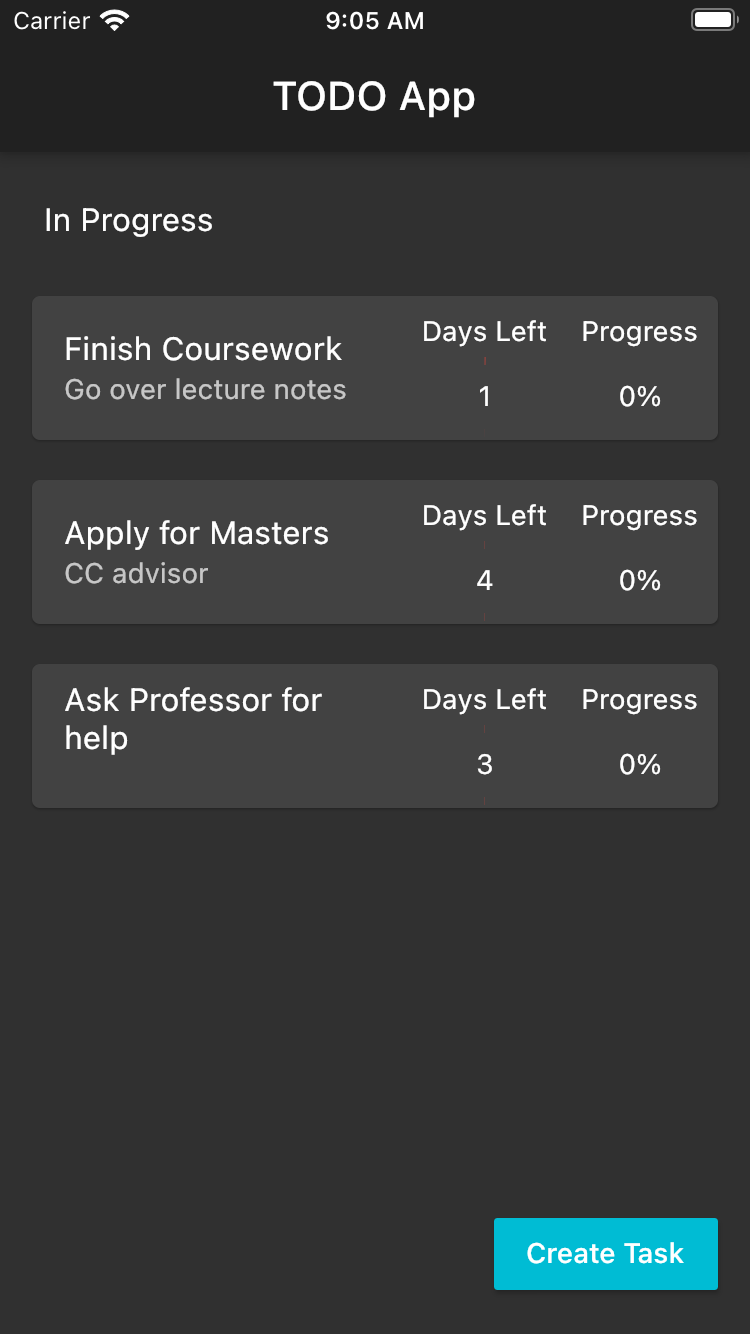 Carrier 9:05 AM
TODO App
In Progress
Finish Coursework
Go over lecture notes
Days Left Progress
1 0%
Apply for Masters
CC advisor
Days Left Progress
4 0%
Ask Professor for
help
Days Left Progress
3 0%
Create Task